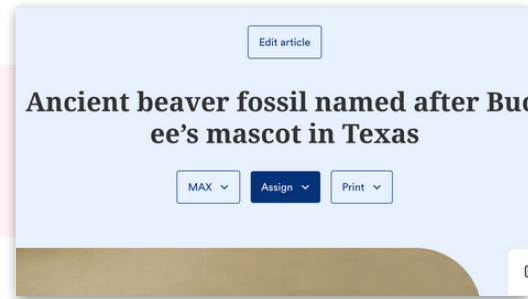 Edit article
Ancient beaver fossil named after Buc
ee’s mascot in Texas
MAX Assign Print